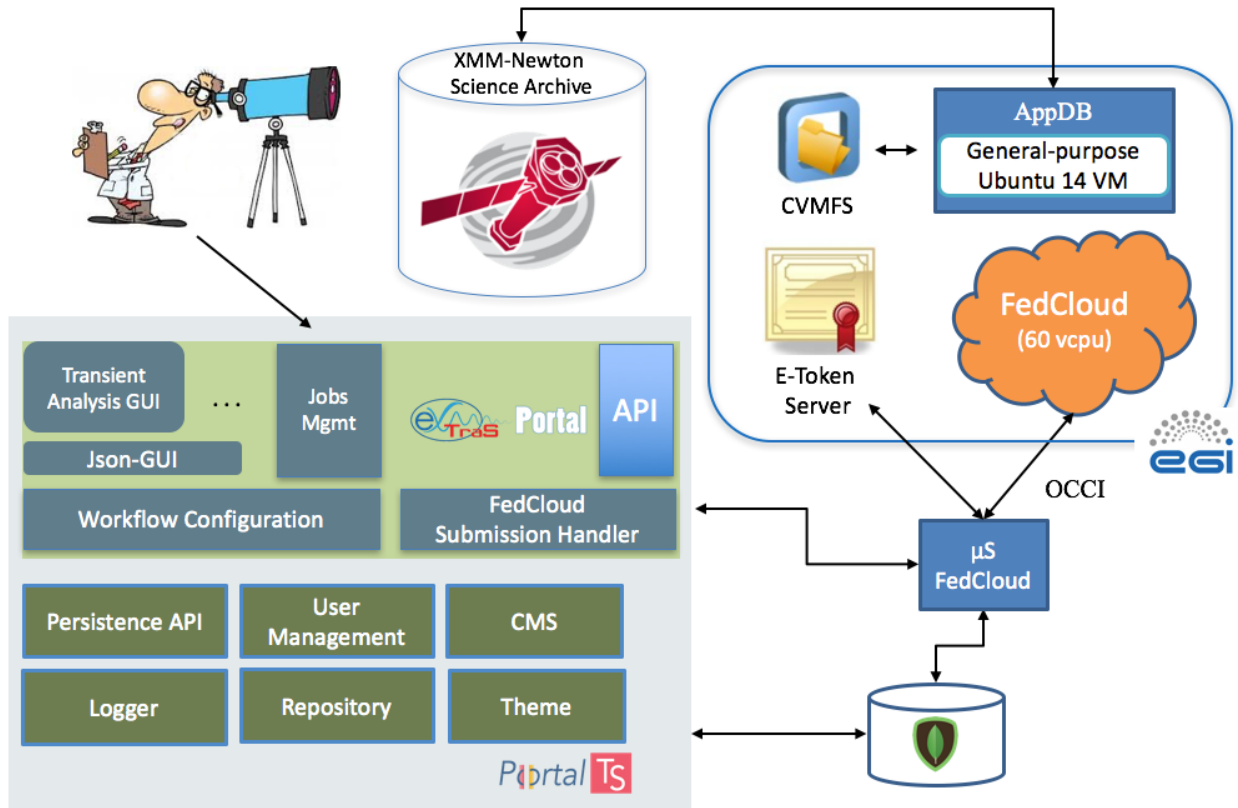 XMM-Newton
Science Archive
AppDB
General-purpose
Ubuntu 14 VM
CVMFS
E-Token
Server
FedCloud
(60 vcpu)
egi
OCCI
µS
FedCloud
Transient
Analysis GUI
...
Jobs
Mgmt
Json-GUI
eXTraS
Portal
API
Workflow Configuration
FedCloud
Submission Handler
Persistence API
User
Management
CMS
Logger
Repository
Theme
Portal TS